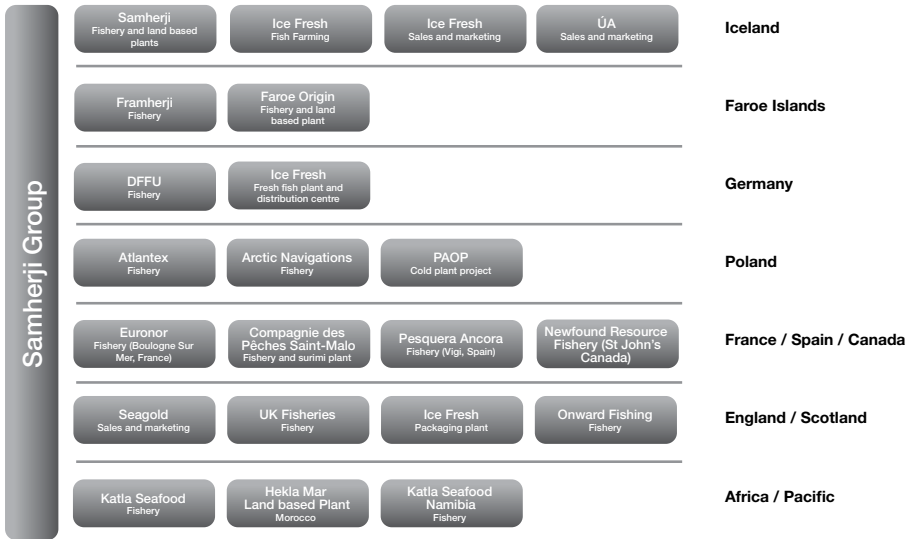 Samherji Group
Samherji
Fishery and land based
plants
Ice Fresh
Fish Farming
Ice Fresh
Sales and marketing
ÚA
Sales and marketing
Iceland
Framherji
Fishery
Faroe Origin
Fishery and land
based plant
Faroe Islands
DFFU
Fishery
Ice Fresh
Fresh fish plant and
distribution centre
Germany
Atlantex
Fishery
Arctic Navigations
Fishery
PAOP
Cold plant project
Poland
Euronor
Fishery (Boulogne Sur
Mer, France)
Compagnie des
Pêches Saint-Malo
Fishery and surimi plant
Pesquera Ancora
Fishery (Vigi, Spain)
Newfound Resource
Fishery (St John's
Canada)
France / Spain / Canada
Seagold
Sales and marketing
UK Fisheries
Fishery
Ice Fresh
Packaging plant
Onward Fishing
Fishery
England / Scotland
Katla Seafood
Fishery
Hekla Mar
Land based Plant
Morocco
Katla Seafood
Namibia
Fishery
Africa / Pacific